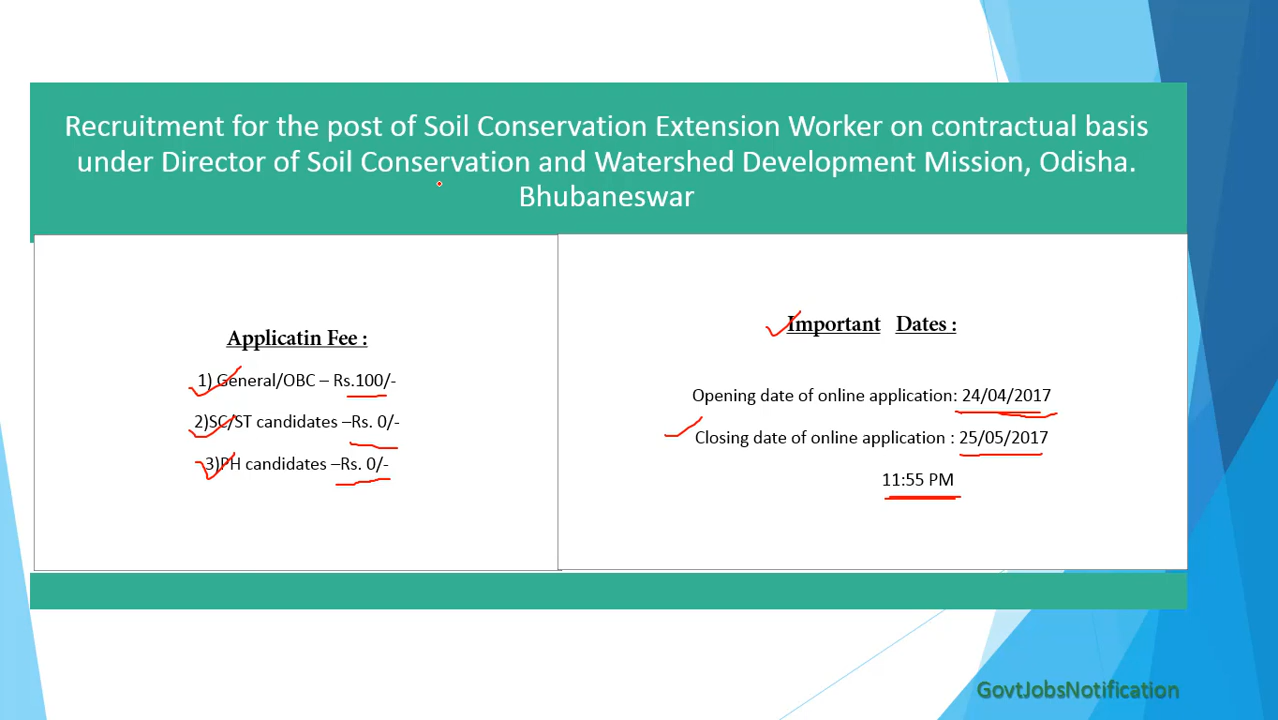 Recruitment for the post of Soil Conservation Extension Worker on contractual basis
under Director of Soil Conservation and Watershed Development Mission, Odisha.
Bhubaneswar
Applicatin Fee :
1) General/OBC – Rs.100/-
2)SC/ST candidates –Rs. 0/-
3)PH candidates –Rs. 0/-
Important Dates :
Opening date of online application: 24/04/2017
Closing date of online application : 25/05/2017
11:55 PM
GovtJobsNotification